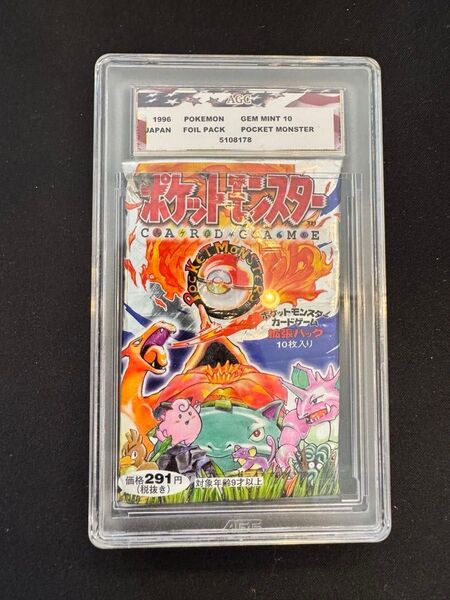 AGC
1996 POKEMON GEM MINT 10
JAPAN FOIL PACK POCKET MONSTER
5108178
ポケットモンスター
CARD GAME
POCKET MONSTERS
ポケットモンスター
カードゲーム
拡張パック
10枚入り
価格291円
(税抜き)
対象年齢9才以上